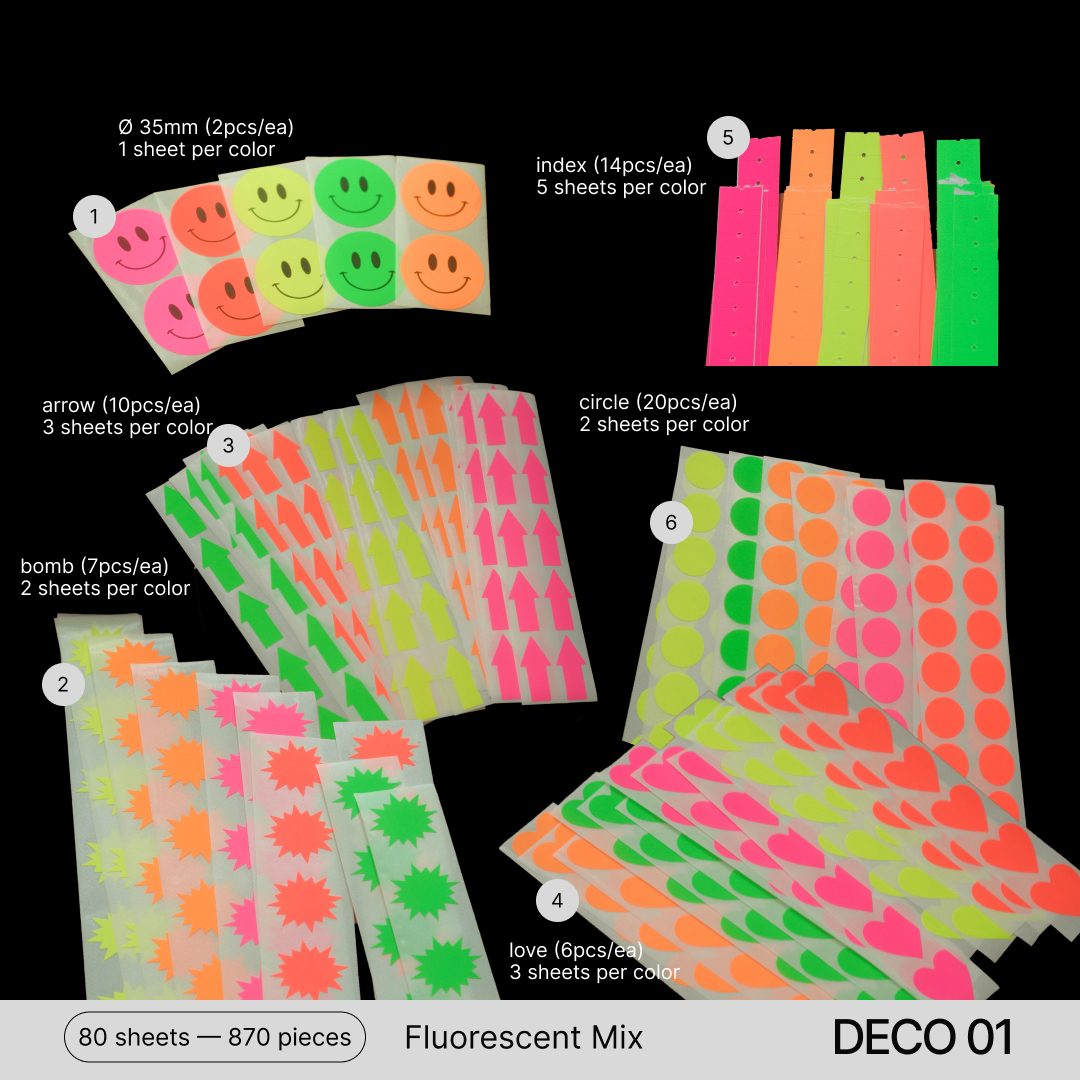 Ø 35mm (2pcs/ea)
1 sheet per color
1
index (14pcs/ea)
5 sheets per color
5
arrow (10pcs/ea)
3 sheets per color
3
circle (20pcs/ea)
2 sheets per color
6
bomb (7pcs/ea)
2 sheets per color
2
4
love (6pcs/ea)
3 sheets per color
80 sheets — 870 pieces
Fluorescent Mix
DECO 01